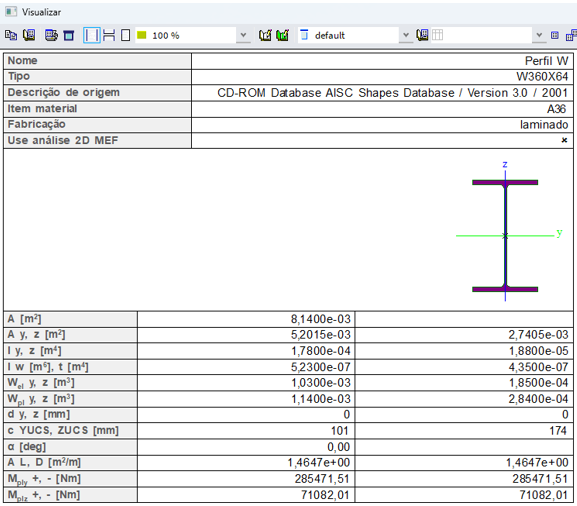 Visualizar
100 % default
Nome Perfil W
Tipo W360X64
Descrição de origem CD-ROM Database AISC Shapes Database / Version 3.0 / 2001
Item material A36
Fabricação laminado
Use análise 2D MEF ×
z
y
A [m²] 8,1400e-03
A y, z [m²] 5,2015e-03 2,7405e-03
I y, z [m⁴] 1,7800e-04 1,8800e-05
I w [m⁶], t [m⁴] 5,2300e-07 4,3500e-07
Wel y, z [m³] 1,0300e-03 1,8500e-04
Wpl y, z [m³] 1,1400e-03 2,8400e-04
d y, z [mm] 0 0
c YUCS, ZUCS [mm] 101 174
α [deg] 0,00
A L, D [m²/m] 1,4647e+00 1,4647e+00
Mply +, - [Nm] 285471,51 285471,51
Mplz +, - [Nm] 71082,01 71082,01